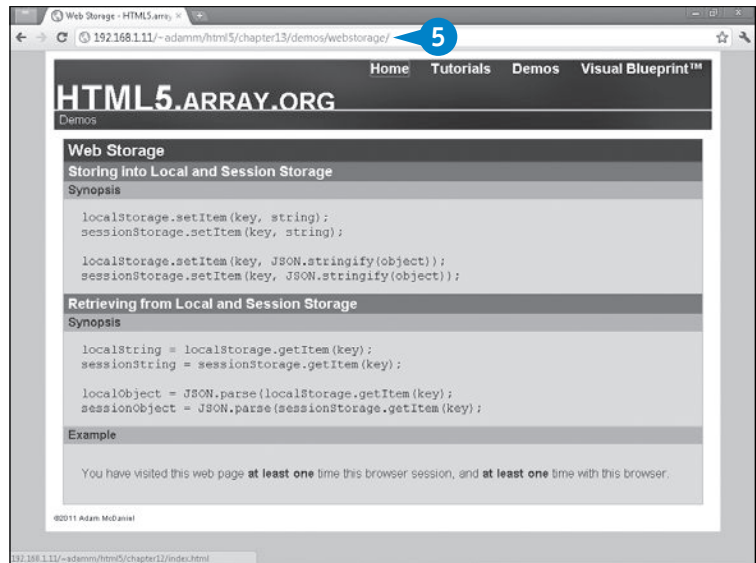 Web Storage - HTML5.array
192.168.1.11/~adamm/html5/chapter13/demos/webstorage/
5
Home Tutorials Demos Visual Blueprint™
HTML5.ARRAY.ORG
Demos
Web Storage
Storing into Local and Session Storage
Synopsis
localStorage.setItem(key, string);
sessionStorage.setItem(key, string);
localStorage.setItem(key, JSON.stringify(object));
sessionStorage.setItem(key, JSON.stringify(object));
Retrieving from Local and Session Storage
Synopsis
localString = localStorage.getItem(key);
sessionString = sessionStorage.getItem(key);
localObject = JSON.parse(localStorage.getItem(key);
sessionObject = JSON.parse(sessionStorage.getItem(key);
Example
You have visited this web page at least one time this browser session, and at least one time with this browser.
©2011 Adam McDaniel
192.168.1.11/~adamm/html5/chapter12/index.html